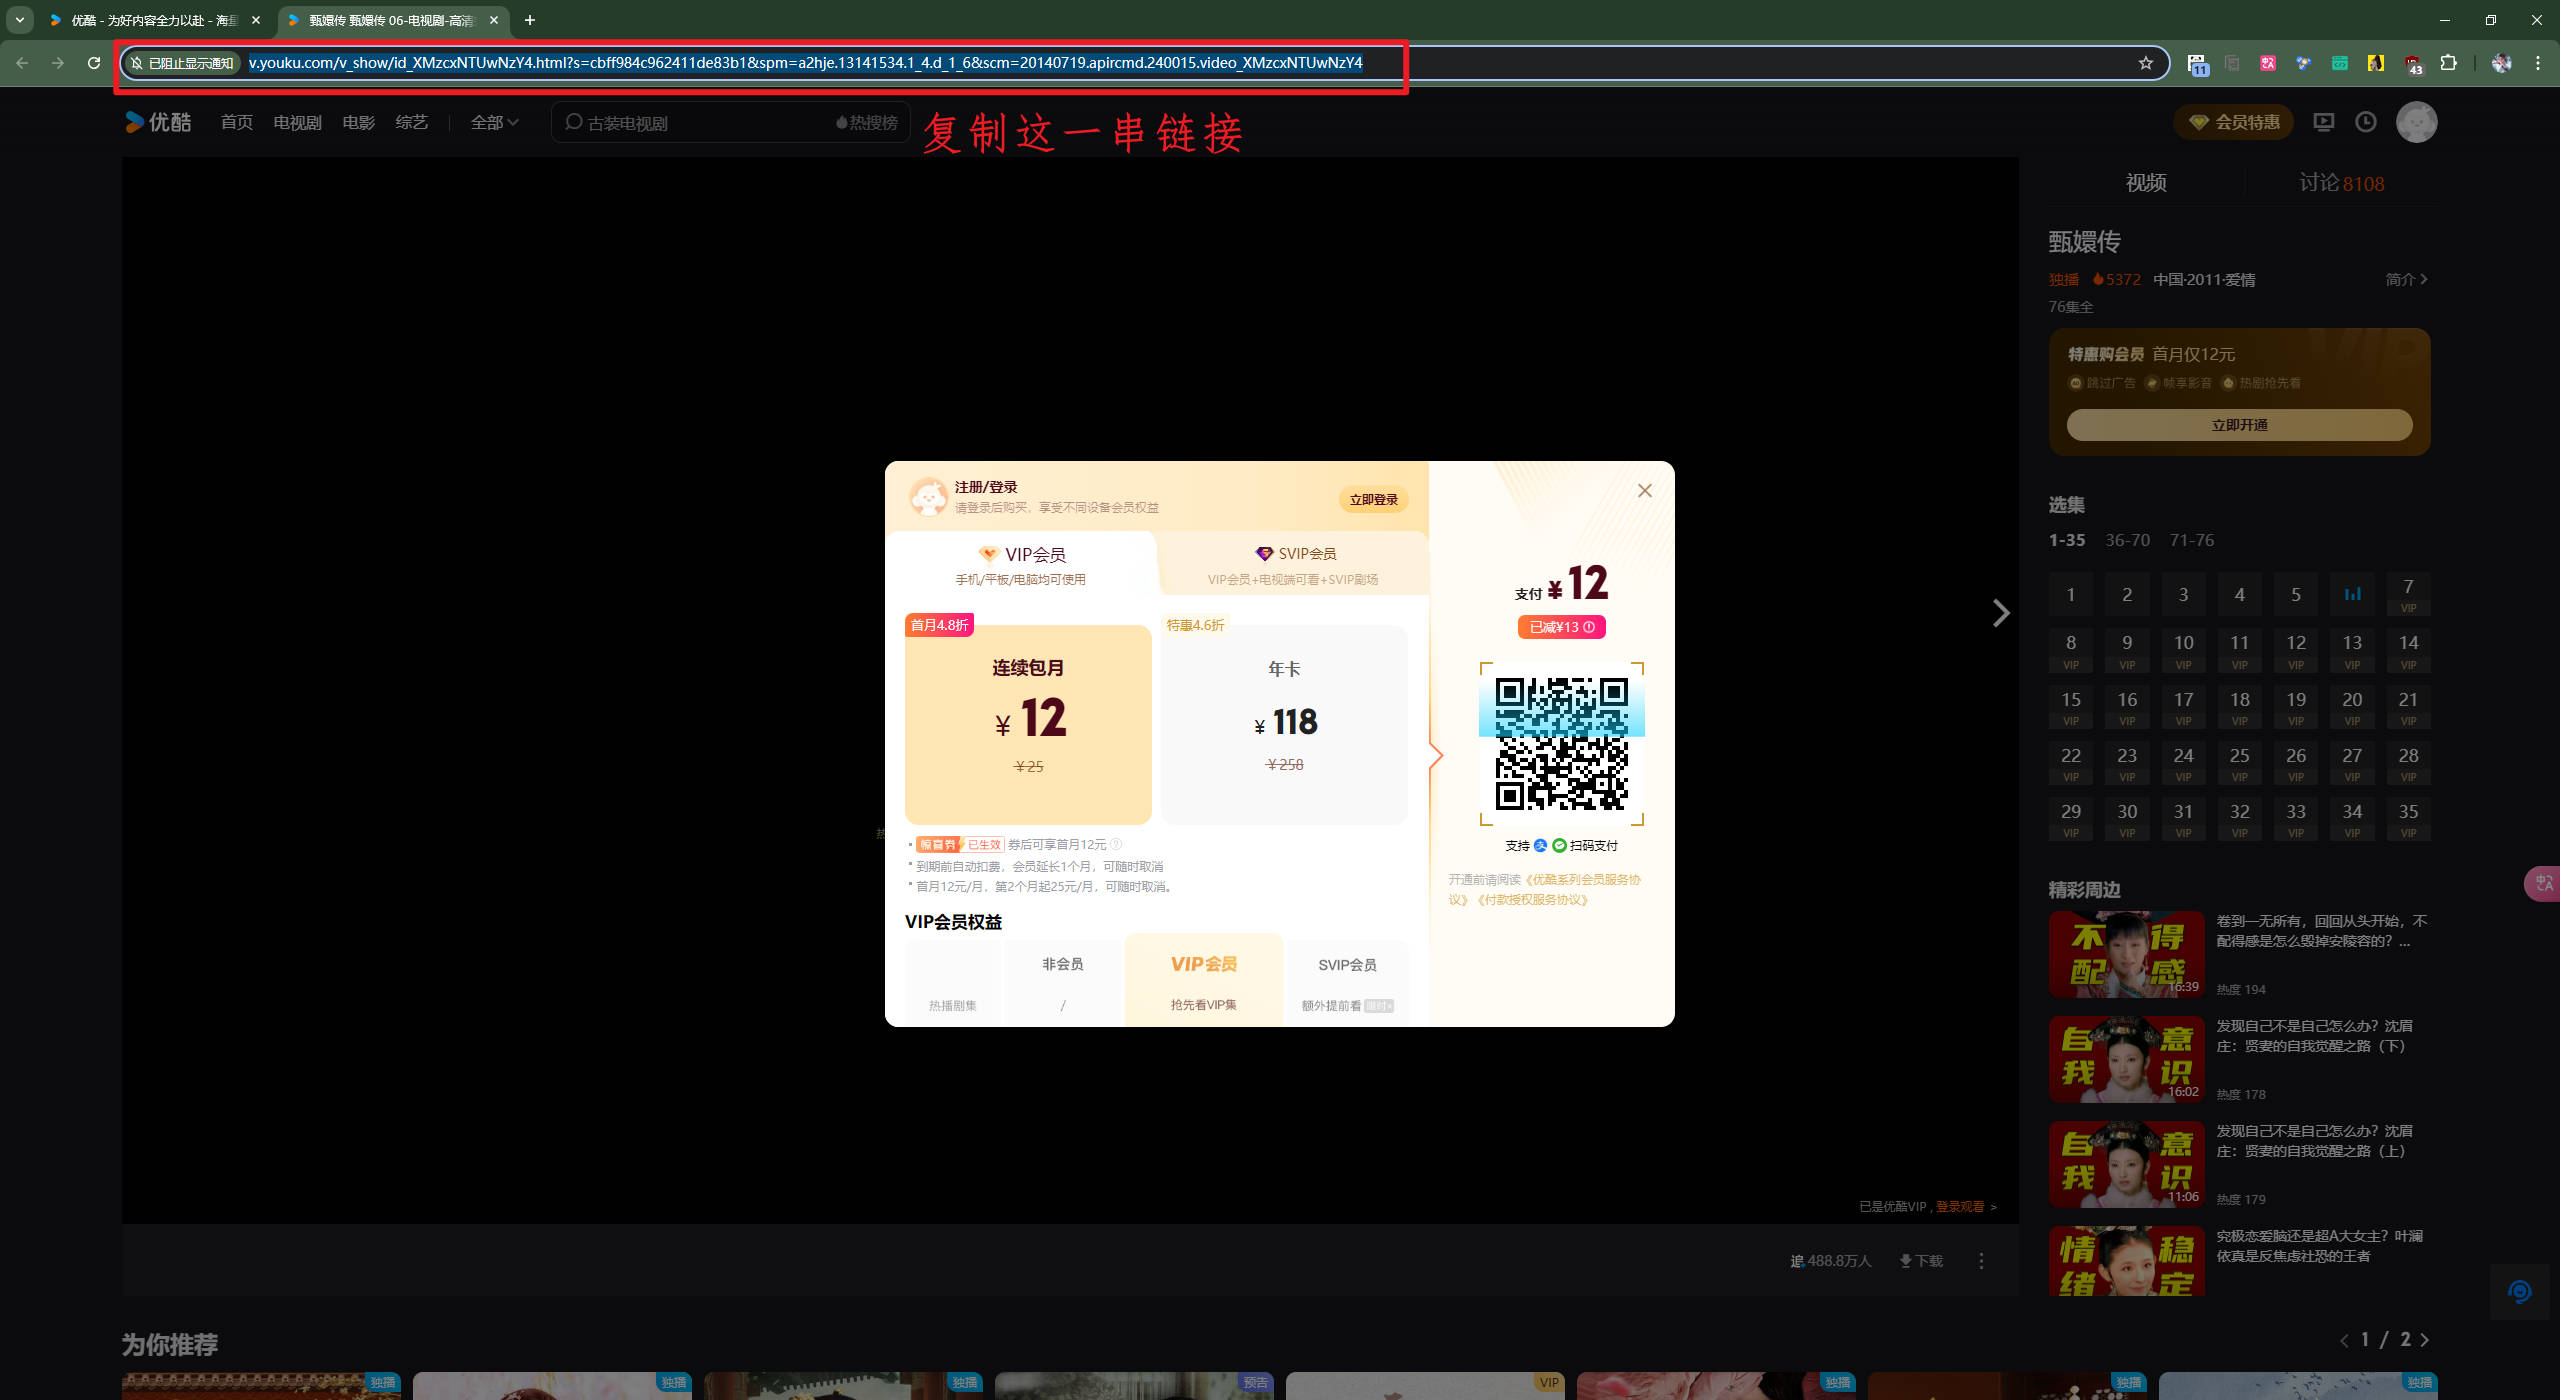 优酷 - 为好内容全力以赴 - 海量
甄嬛传 甄嬛传 06-电视剧-高清
已阻止显示通知
v.youku.com/v_show/id_XMzcxNTUwNzY4.html?s=cbff984c962411de83b1&spm=a2hje.13141534.1_4.d_1_6&scm=20140719.apircmd.240015.video_XMzcxNTUwNzY4
11
43
优酷
首页 电视剧 电影 综艺 全部
古装电视剧 热搜榜
复制这一串链接
会员特惠
视频 讨论 8108
甄嬛传
独播 5372 中国·2011·爱情 简介
76集全
特惠购会员 首月仅12元
跳过广告 帧享影音 热剧抢先看
立即开通
选集
1-35 36-70 71-76
1 2 3 4 5 7
VIP
8 9 10 11 12 13 14
VIP VIP VIP VIP VIP VIP VIP
15 16 17 18 19 20 21
VIP VIP VIP VIP VIP VIP VIP
22 23 24 25 26 27 28
VIP VIP VIP VIP VIP VIP VIP
29 30 31 32 33 34 35
VIP VIP VIP VIP VIP VIP VIP
注册/登录
请登录后购买，享受不同设备会员权益
立即登录
VIP会员
手机/平板/电脑均可使用
SVIP会员
VIP会员+电视端可看+SVIP剧场
首月4.8折
连续包月
¥ 12
¥25
特惠4.6折
年卡
¥ 118
¥258
惊喜券 已生效 券后可享首月12元
到期前自动扣费，会员延长1个月，可随时取消
首月12元/月，第2个月起25元/月，可随时取消。
VIP会员权益
非会员 VIP会员 SVIP会员
热播剧集 / 抢先看VIP集 额外提前看
支付 ¥ 12
已减¥13
支持 支 扫码支付
开通前请阅读《优酷系列会员服务协
议》《付款授权服务协议》
热
精彩周边
不得
配感
16:39
卷到一无所有，回回从头开始，不
配得感是怎么毁掉安陵容的？...
热度 194
自意
我识
16:02
发现自己不是自己怎么办？沈眉
庄：贤妻的自我觉醒之路（下）
热度 178
自意
我识
11:06
发现自己不是自己怎么办？沈眉
庄：贤妻的自我觉醒之路（上）
热度 179
情稳
绪定
究极恋爱脑还是超A大女主？叶澜
依真是反焦虑社恐的王者
已是优酷VIP , 登录观看 >
追 488.8万人 下载
为你推荐
1 / 2
独播 独播 独播 预告 VIP 独播 独播 独播